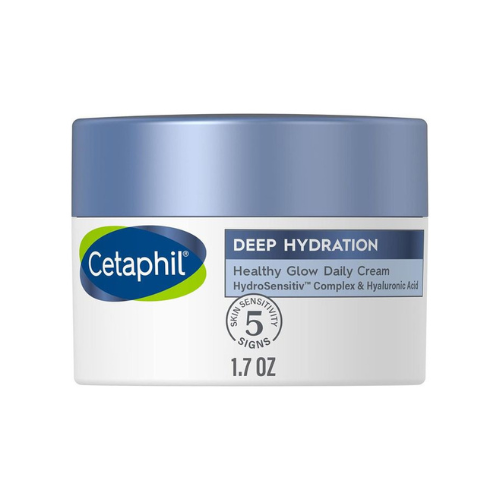 Cetaphil®
DEEP HYDRATION
Healthy Glow Daily Cream
HydroSensitiv™ Complex & Hyaluronic Acid
SKIN SENSITIVITY
5
SIGNS
1.7 OZ